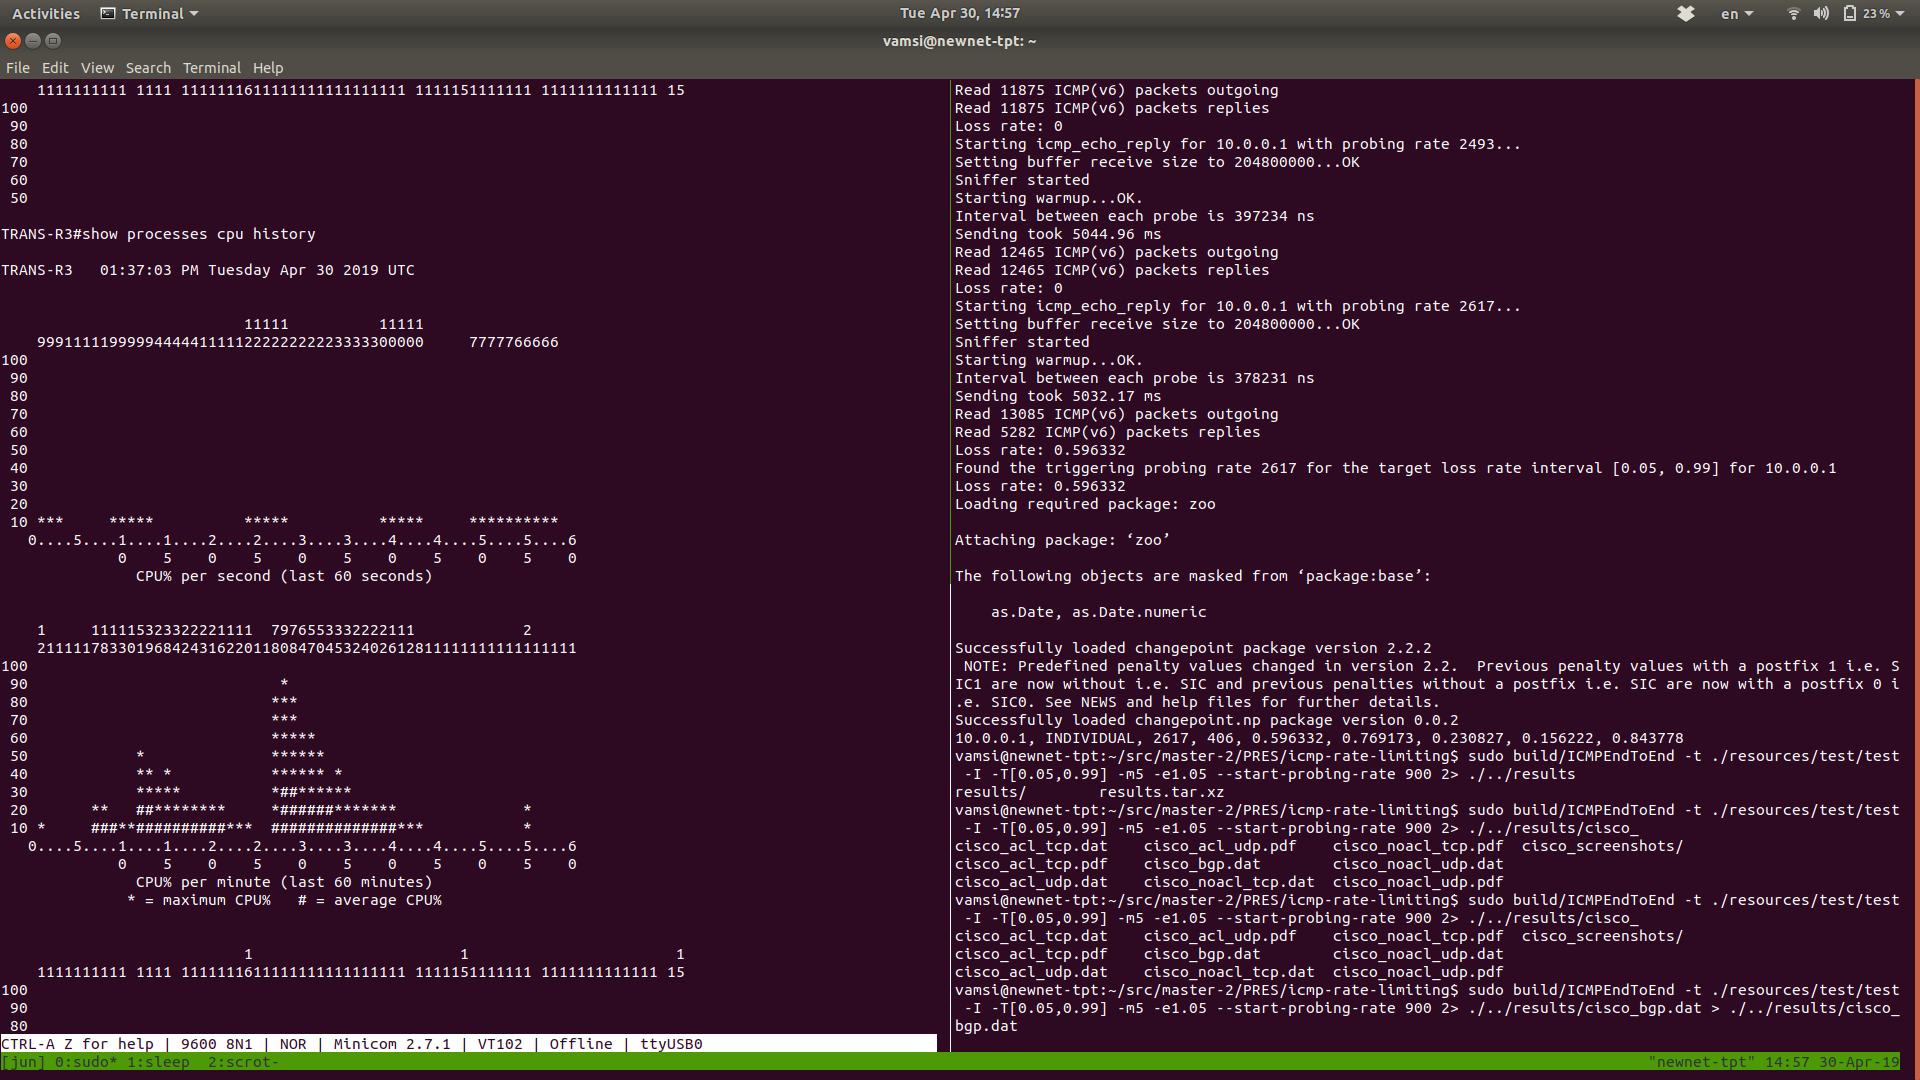 Activities Terminal Tue Apr 30, 14:57 en 23 %
vamsi@newnet-tpt: ~
File Edit View Search Terminal Help
1111111111 1111 1111111611111111111111111 1111151111111 1111111111111 15
100
90
80
70
60
50
TRANS-R3#show processes cpu history
TRANS-R3   01:37:03 PM Tuesday Apr 30 2019 UTC
11111          11111
9991111199999444441111122222222223333300000     7777766666
100
90
80
70
60
50
40
30
20
10 ***     *****          *****          *****     **********
0....5....1....1....2....2....3....3....4....4....5....5....6
0    5    0    5    0    5    0    5    0    5    0
CPU% per second (last 60 seconds)
1     111115323322221111  7976553332222111            2
100
90                            *
80                           ***
70                           ***
60                           *****
50             *              ******
40             ** *           ****** *
30             *****          *##******
20        **   ##********     *######*******              *
10 *     ###**##########***  ##############***           *
0....5....1....1....2....2....3....3....4....4....5....5....6
0    5    0    5    0    5    0    5    0    5    0
CPU% per minute (last 60 minutes)
* = maximum CPU%   # = average CPU%
1                       1                       1
1111111111 1111 1111111611111111111111111 1111151111111 1111111111111 15
100
90
80
CTRL-A Z for help | 9600 8N1 | NOR | Minicom 2.7.1 | VT102 | Offline | ttyUSB0
Read 11875 ICMP(v6) packets outgoing
Read 11875 ICMP(v6) packets replies
Loss rate: 0
Starting icmp_echo_reply for 10.0.0.1 with probing rate 2493...
Setting buffer receive size to 204800000...OK
Sniffer started
Starting warmup...OK.
Interval between each probe is 397234 ns
Sending took 5044.96 ms
Read 12465 ICMP(v6) packets outgoing
Read 12465 ICMP(v6) packets replies
Loss rate: 0
Starting icmp_echo_reply for 10.0.0.1 with probing rate 2617...
Setting buffer receive size to 204800000...OK
Sniffer started
Starting warmup...OK.
Interval between each probe is 378231 ns
Sending took 5032.17 ms
Read 13085 ICMP(v6) packets outgoing
Read 5282 ICMP(v6) packets replies
Loss rate: 0.596332
Found the triggering probing rate 2617 for the target loss rate interval [0.05, 0.99] for 10.0.0.1
Loss rate: 0.596332
Loading required package: zoo
Attaching package: ‘zoo’
The following objects are masked from ‘package:base’:
as.Date, as.Date.numeric
Successfully loaded changepoint package version 2.2.2
NOTE: Predefined penalty values changed in version 2.2.  Previous penalty values with a postfix 1 i.e. S
IC1 are now without i.e. SIC and previous penalties without a postfix i.e. SIC are now with a postfix 0 i
.e. SIC0. See NEWS and help files for further details.
Successfully loaded changepoint.np package version 0.0.2
10.0.0.1, INDIVIDUAL, 2617, 406, 0.596332, 0.769173, 0.230827, 0.156222, 0.843778
vamsi@newnet-tpt:~/src/master-2/PRES/icmp-rate-limiting$ sudo build/ICMPEndToEnd -t ./resources/test/test
-I -T[0.05,0.99] -m5 -e1.05 --start-probing-rate 900 2> ./../results
results/        results.tar.xz
vamsi@newnet-tpt:~/src/master-2/PRES/icmp-rate-limiting$ sudo build/ICMPEndToEnd -t ./resources/test/test
-I -T[0.05,0.99] -m5 -e1.05 --start-probing-rate 900 2> ./../results/cisco_
cisco_acl_tcp.dat    cisco_acl_udp.pdf    cisco_noacl_tcp.pdf  cisco_screenshots/
cisco_acl_tcp.pdf    cisco_bgp.dat        cisco_noacl_udp.dat
cisco_acl_udp.dat    cisco_noacl_tcp.dat  cisco_noacl_udp.pdf
vamsi@newnet-tpt:~/src/master-2/PRES/icmp-rate-limiting$ sudo build/ICMPEndToEnd -t ./resources/test/test
-I -T[0.05,0.99] -m5 -e1.05 --start-probing-rate 900 2> ./../results/cisco_
cisco_acl_tcp.dat    cisco_acl_udp.pdf    cisco_noacl_tcp.pdf  cisco_screenshots/
cisco_acl_tcp.pdf    cisco_bgp.dat        cisco_noacl_udp.dat
cisco_acl_udp.dat    cisco_noacl_tcp.dat  cisco_noacl_udp.pdf
vamsi@newnet-tpt:~/src/master-2/PRES/icmp-rate-limiting$ sudo build/ICMPEndToEnd -t ./resources/test/test
-I -T[0.05,0.99] -m5 -e1.05 --start-probing-rate 900 2> ./../results/cisco_bgp.dat > ./../results/cisco_
bgp.dat
[jun] 0:sudo* 1:sleep  2:scrot- "newnet-tpt" 14:57 30-Apr-19